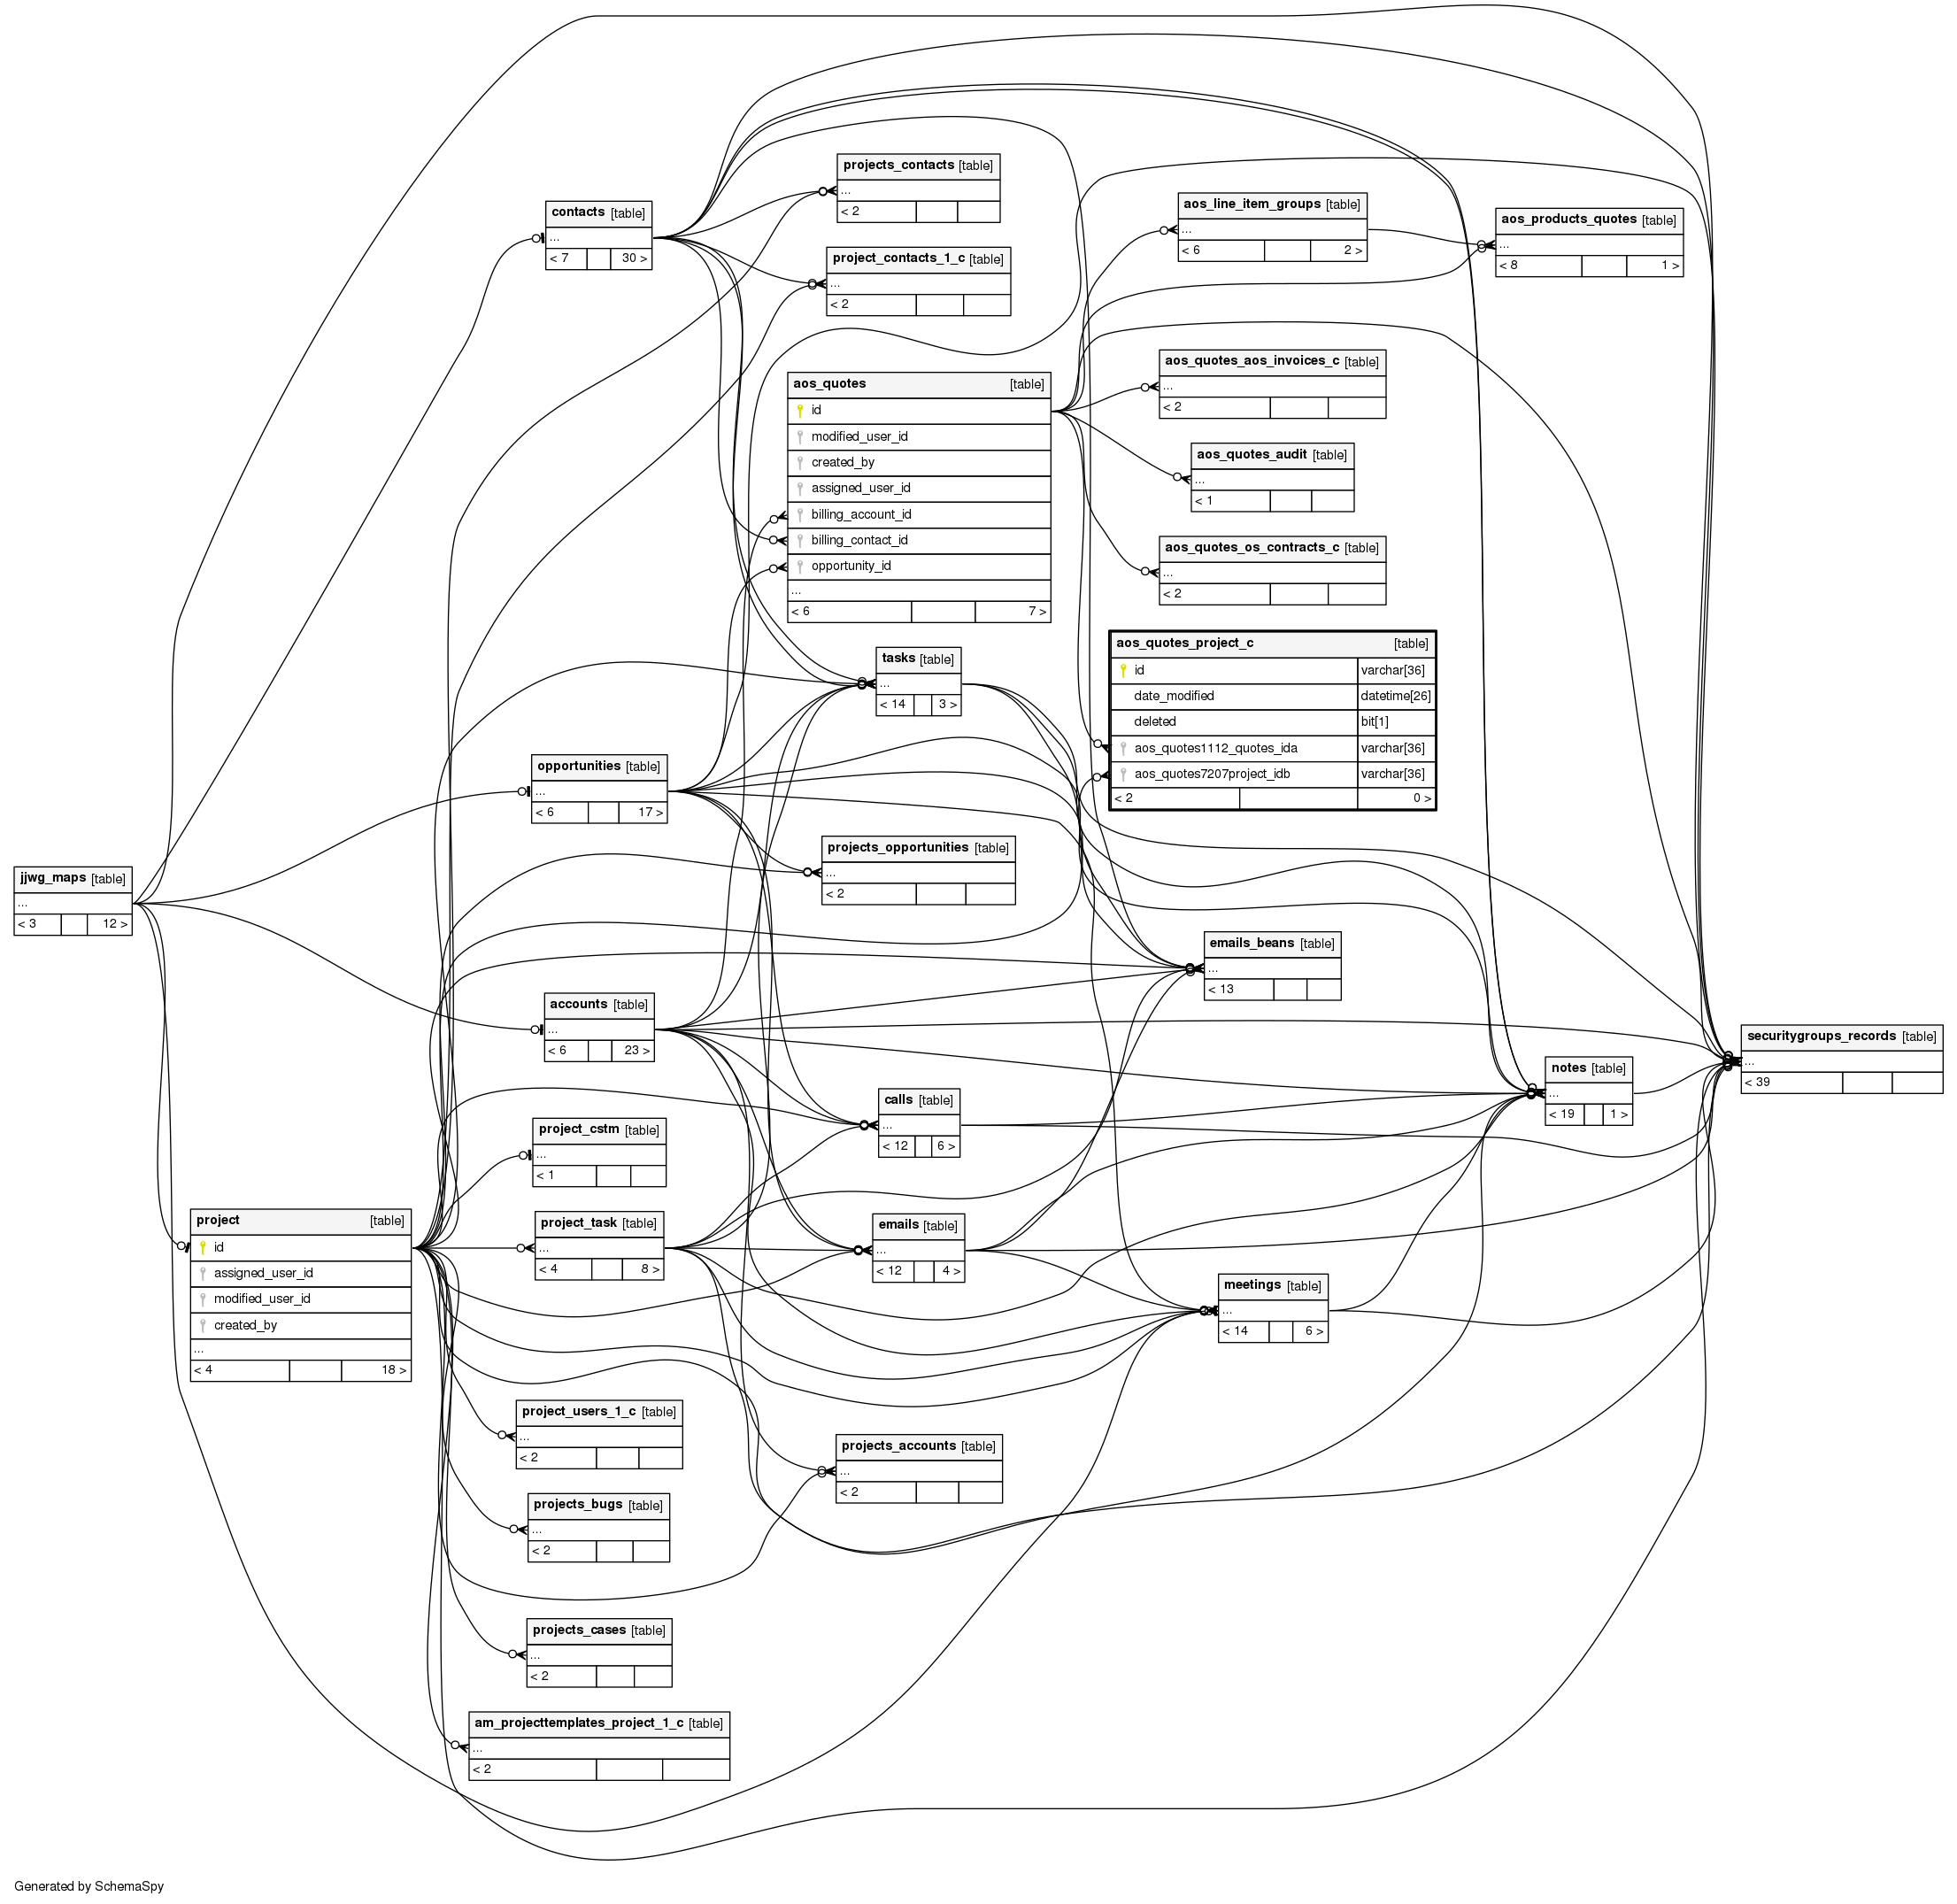 projects_contacts [table]
...
< 2
contacts [table]
...
< 7 30 >
aos_line_item_groups [table]
...
< 6 2 >
aos_products_quotes [table]
...
< 8 1 >
project_contacts_1_c [table]
...
< 2
aos_quotes [table]
id
modified_user_id
created_by
assigned_user_id
billing_account_id
billing_contact_id
opportunity_id
...
< 6 7 >
aos_quotes_aos_invoices_c [table]
...
< 2
aos_quotes_audit [table]
...
< 1
aos_quotes_os_contracts_c [table]
...
< 2
aos_quotes_project_c [table]
id varchar[36]
date_modified datetime[26]
deleted bit[1]
aos_quotes1112_quotes_ida varchar[36]
aos_quotes7207project_idb varchar[36]
< 2 0 >
tasks [table]
...
< 14 3 >
opportunities [table]
...
< 6 17 >
projects_opportunities [table]
...
< 2
jjwg_maps [table]
...
< 3 12 >
emails_beans [table]
...
< 13
accounts [table]
...
< 6 23 >
securitygroups_records [table]
...
< 39
notes [table]
...
< 19 1 >
calls [table]
...
< 12 6 >
project_cstm [table]
...
< 1
project [table]
id
assigned_user_id
modified_user_id
created_by
...
< 4 18 >
project_task [table]
...
< 4 8 >
emails [table]
...
< 12 4 >
meetings [table]
...
< 14 6 >
project_users_1_c [table]
...
< 2
projects_accounts [table]
...
< 2
projects_bugs [table]
...
< 2
projects_cases [table]
...
< 2
am_projecttemplates_project_1_c [table]
...
< 2
Generated by SchemaSpy